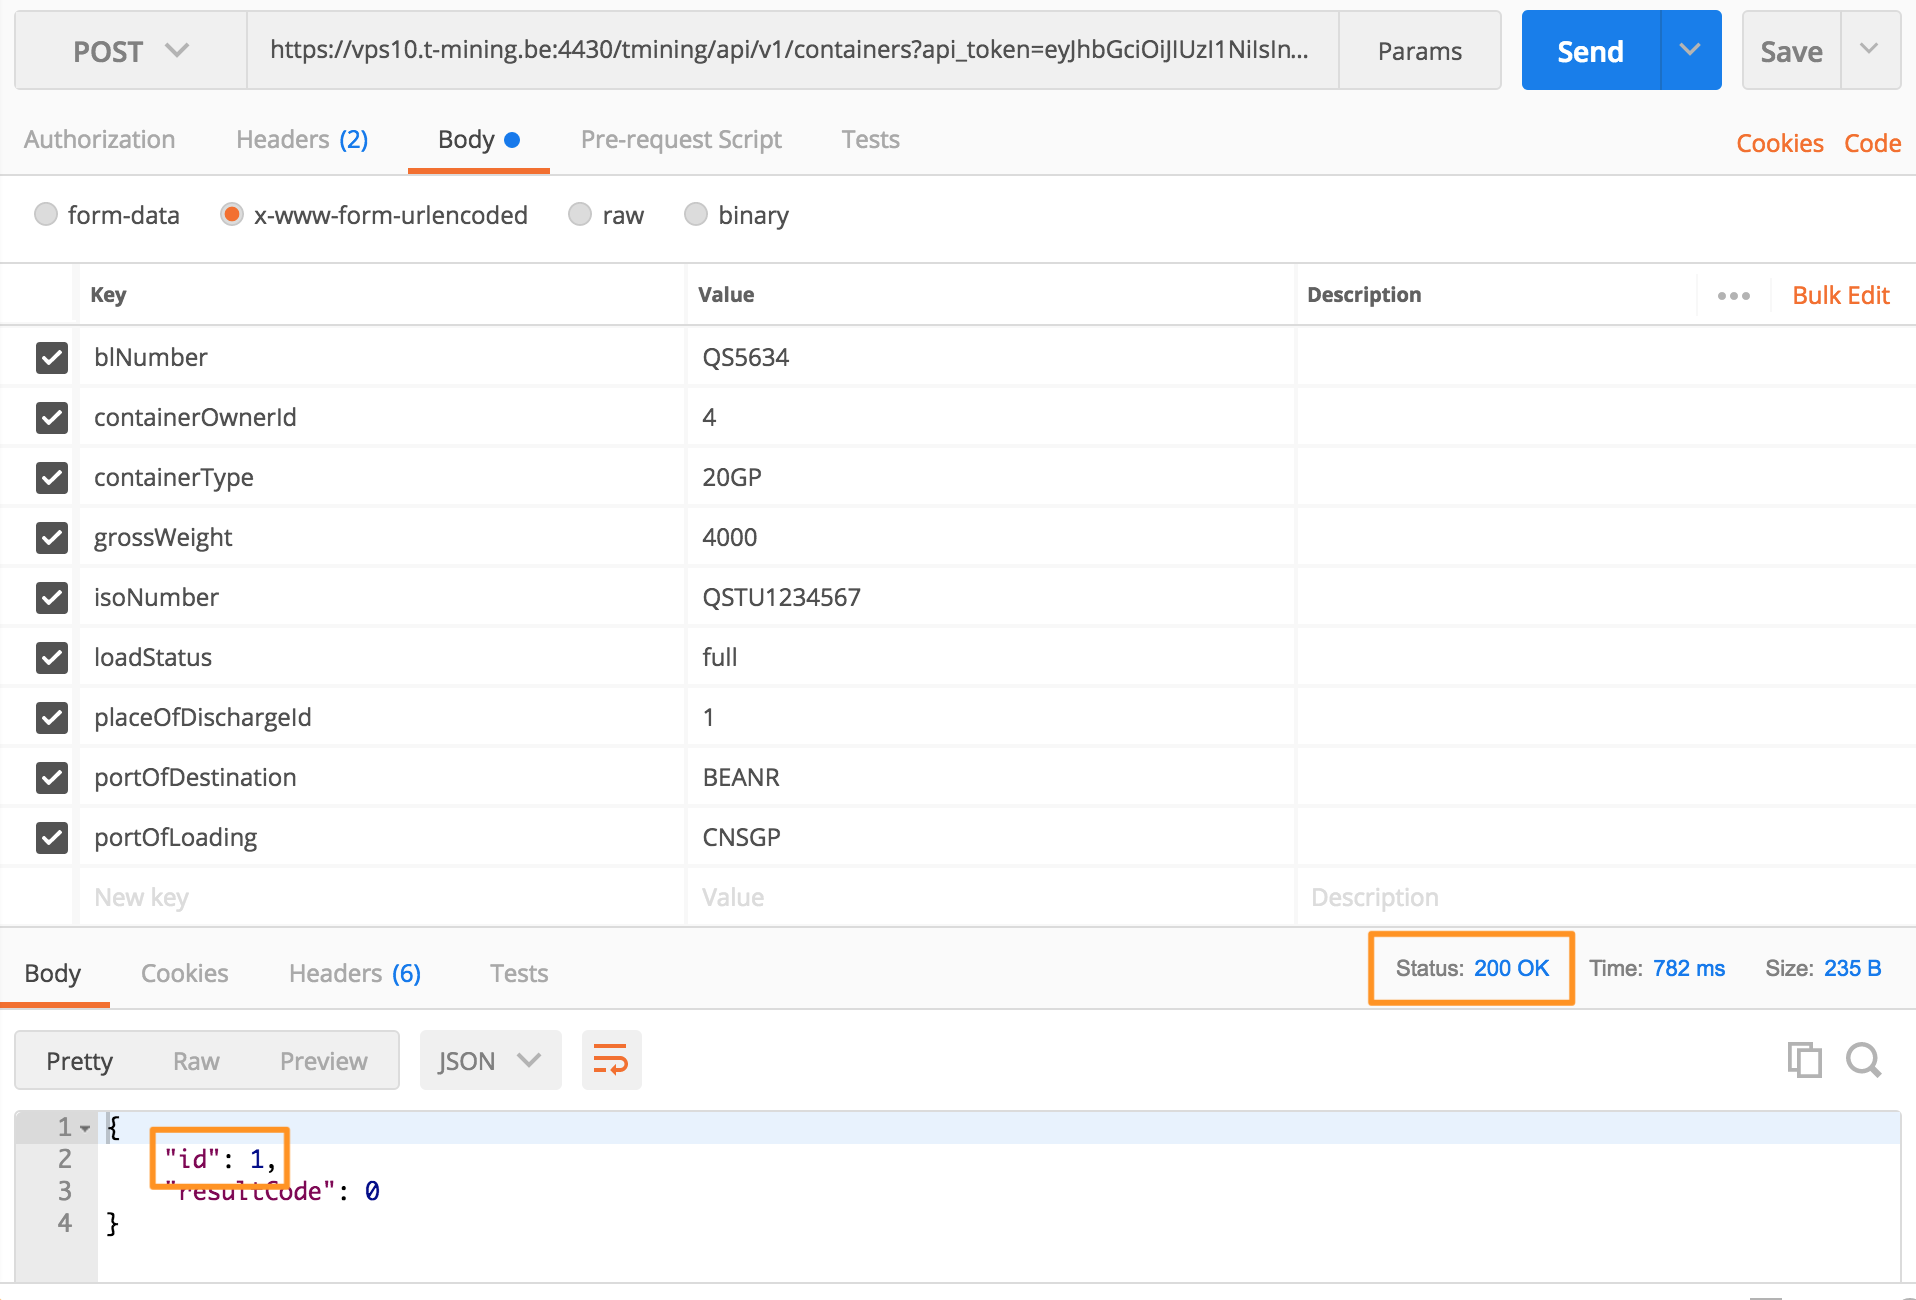 POST https://vps10.t-mining.be:4430/tmining/api/v1/containers?api_token=eyJhbGciOiJIUzI1NiIsIn... Params Send Save
Authorization Headers (2) Body Pre-request Script Tests Cookies Code
form-data x-www-form-urlencoded raw binary
Key Value Description ••• Bulk Edit
blNumber QS5634
containerOwnerId 4
containerType 20GP
grossWeight 4000
isoNumber QSTU1234567
loadStatus full
placeOfDischargeId 1
portOfDestination BEANR
portOfLoading CNSGP
New key Value Description
Body Cookies Headers (6) Tests Status: 200 OK Time: 782 ms Size: 235 B
Pretty Raw Preview JSON
1 {
2 "id": 1,
3 "resultCode": 0
4 }